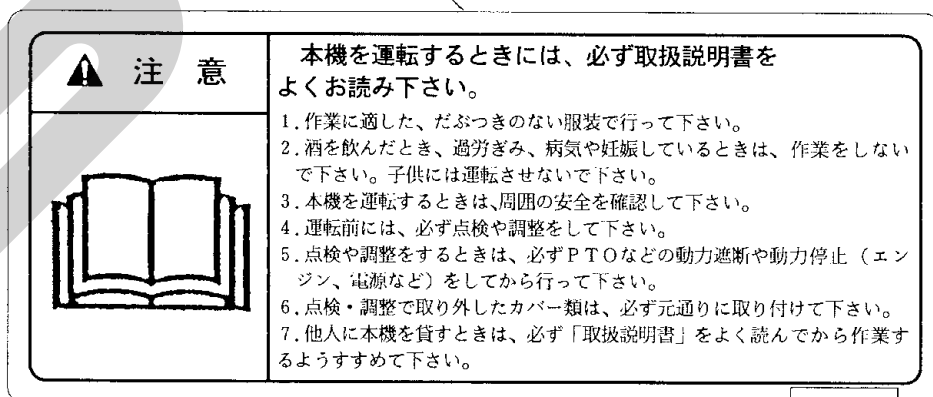 注 意
本機を運転するときには、必ず取扱説明書を
よくお読み下さい。
1.作業に適した、だぶつきのない服装で行って下さい。
2.酒を飲んだとき、過労ぎみ、病気や妊娠しているときは、作業をしない
で下さい。子供には運転させないで下さい。
3.本機を運転するときは、周囲の安全を確認して下さい。
4.運転前には、必ず点検や調整をして下さい。
5.点検や調整をするときは、必ずPTOなどの動力遮断や動力停止（エン
ジン、電源など）をしてから行って下さい。
6.点検・調整で取り外したカバー類は、必ず元通りに取り付けて下さい。
7.他人に本機を貸すときは、必ず「取扱説明書」をよく読んでから作業す
るようすすめて下さい。